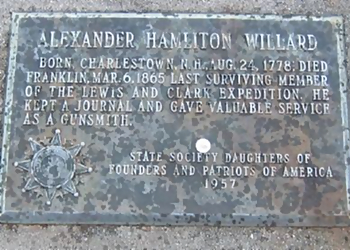 ALEXANDER HAMLITON WILLARD
BORN, CHARLESTOWN, N.H., AUG. 24, 1778; DIED
FRANKLIN, MAR. 6, 1865 LAST SURVIVING MEMBER
OF THE LEWIS AND CLARK EXPEDITION. HE
KEPT A JOURNAL AND GAVE VALUABLE SERVICE
AS A GUNSMITH.
STATE SOCIETY DAUGHTERS OF
FOUNDERS AND PATRIOTS OF AMERICA
1957